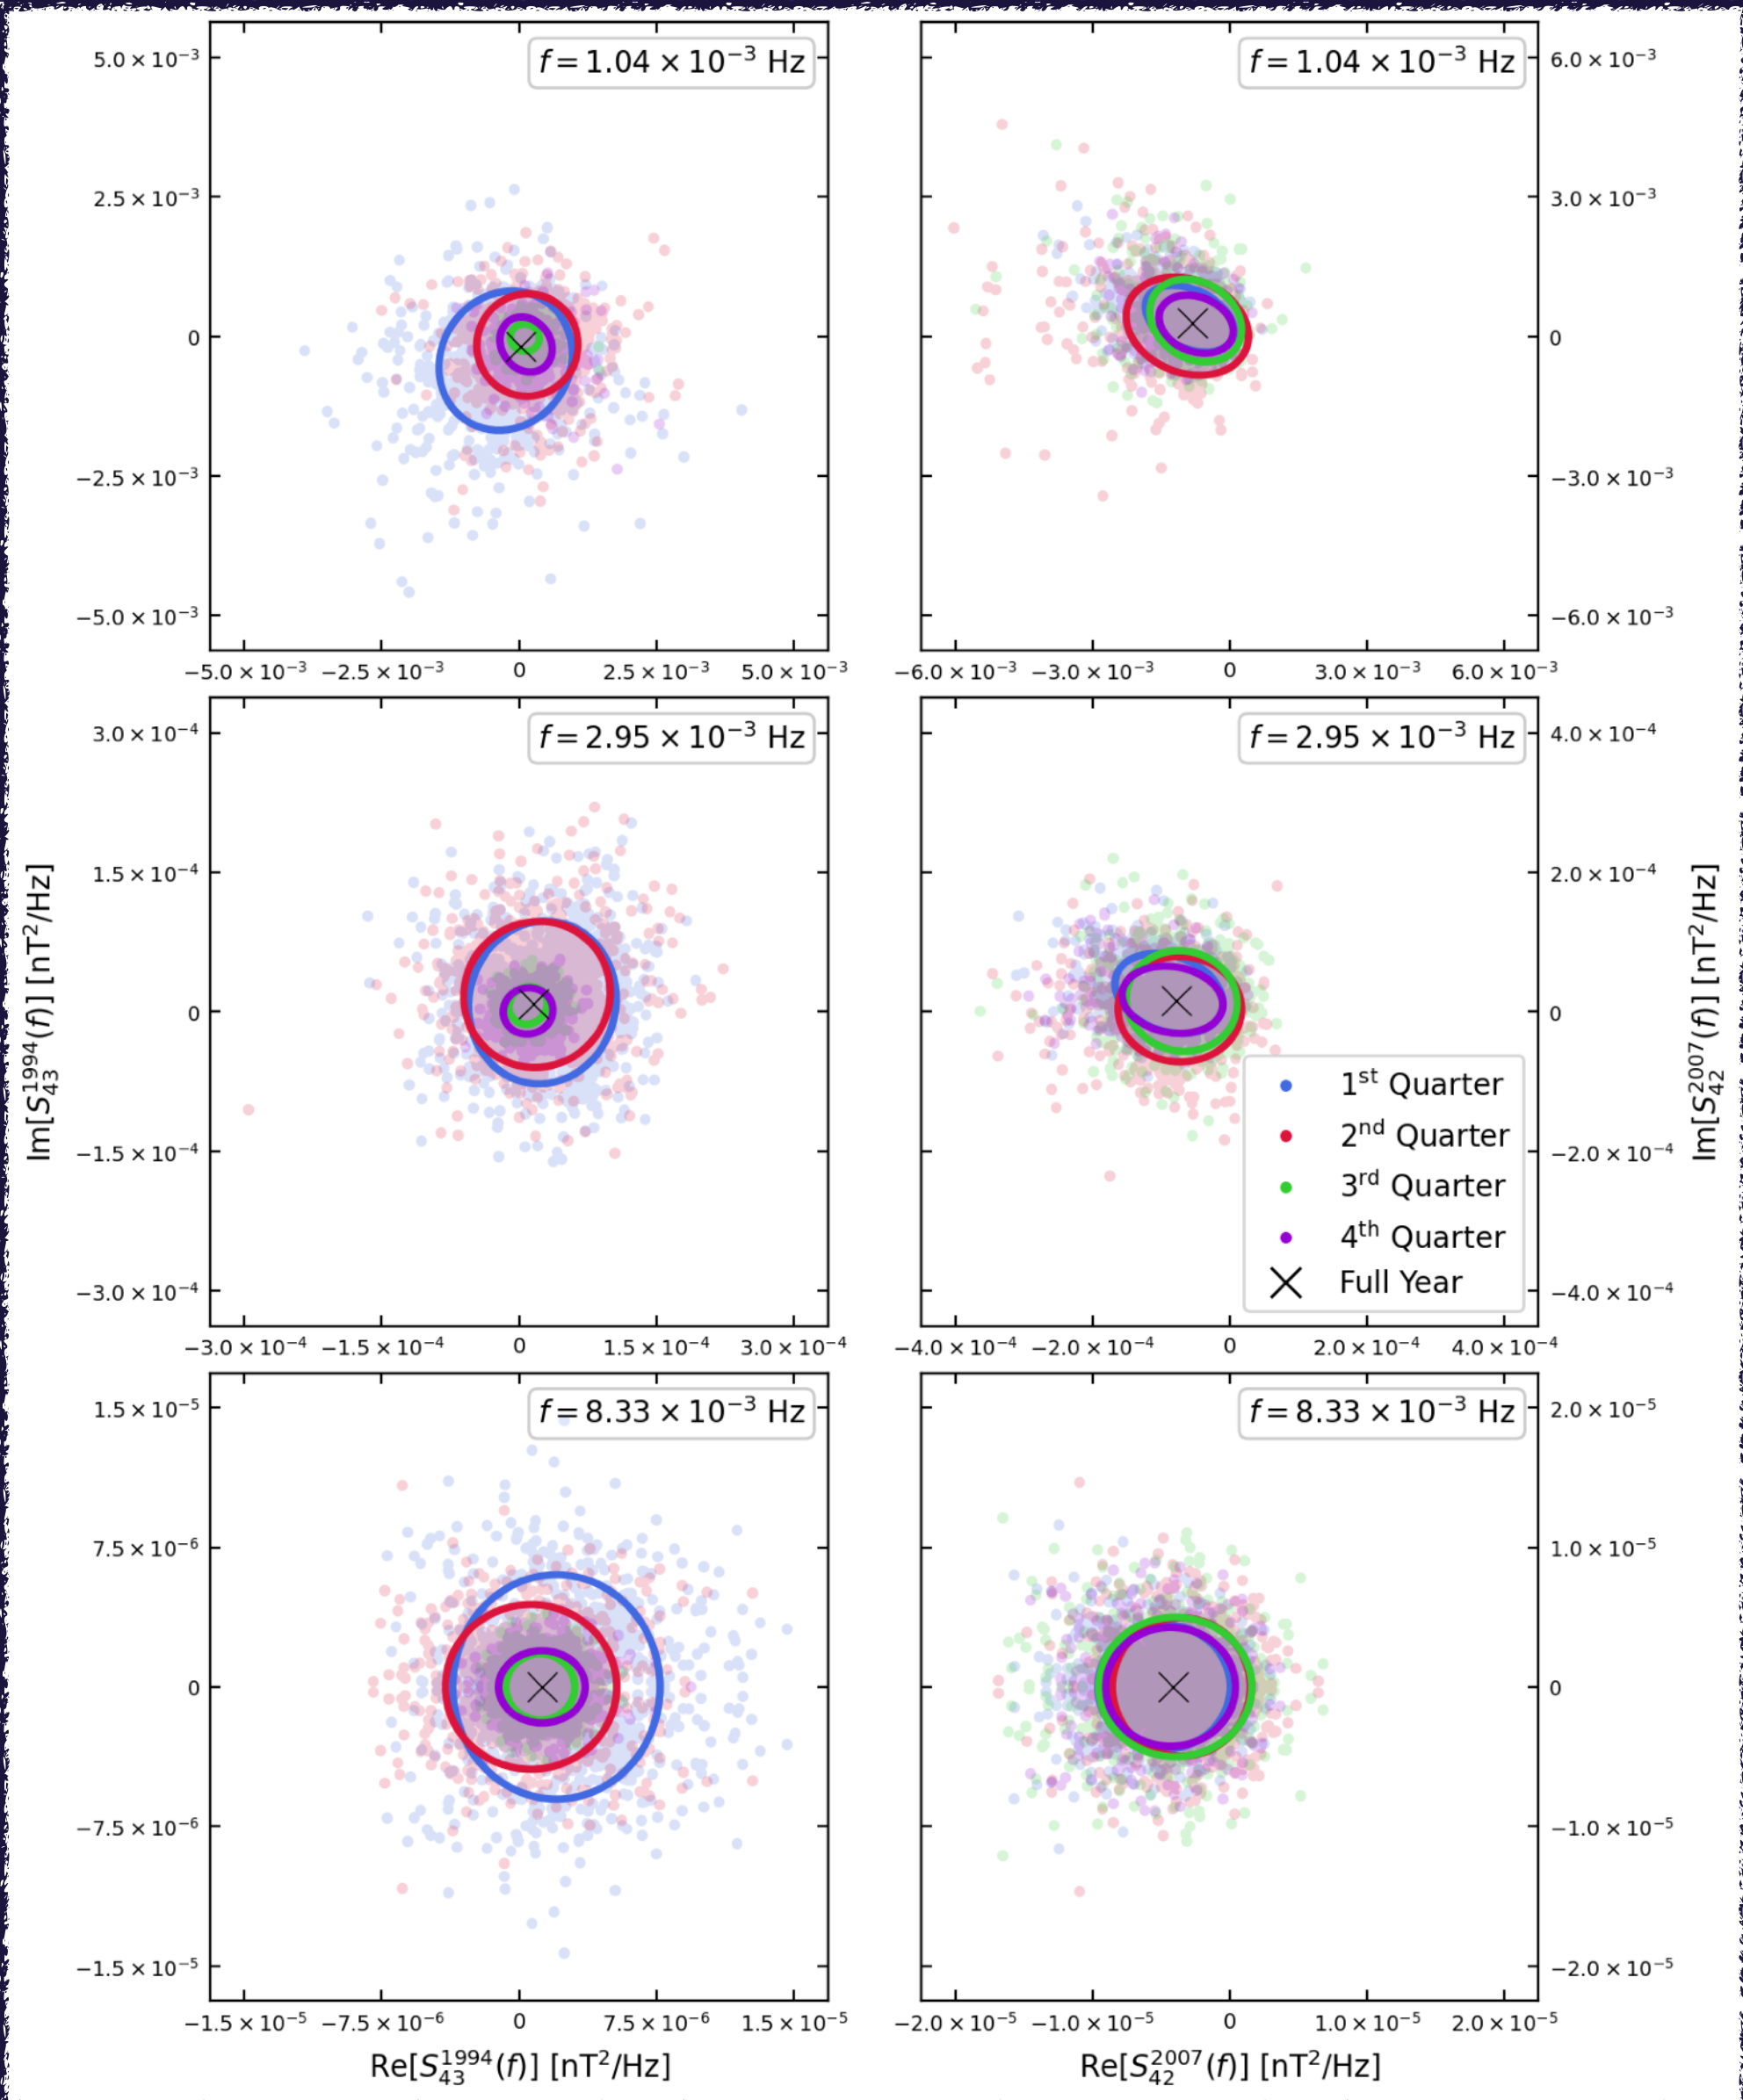 f = 1.04 × 10⁻³ Hz
f = 1.04 × 10⁻³ Hz
5.0 × 10⁻³
2.5 × 10⁻³
0
−2.5 × 10⁻³
−5.0 × 10⁻³
6.0 × 10⁻³
3.0 × 10⁻³
0
−3.0 × 10⁻³
−6.0 × 10⁻³
−5.0 × 10⁻³ −2.5 × 10⁻³ 0 2.5 × 10⁻³ 5.0 × 10⁻³
−6.0 × 10⁻³ −3.0 × 10⁻³ 0 3.0 × 10⁻³ 6.0 × 10⁻³
f = 2.95 × 10⁻³ Hz
f = 2.95 × 10⁻³ Hz
3.0 × 10⁻⁴
1.5 × 10⁻⁴
0
−1.5 × 10⁻⁴
−3.0 × 10⁻⁴
4.0 × 10⁻⁴
2.0 × 10⁻⁴
0
−2.0 × 10⁻⁴
−4.0 × 10⁻⁴
Im[S₄₃¹⁹⁹⁴(f)] [nT²/Hz]
Im[S₄₂²⁰⁰⁷(f)] [nT²/Hz]
1ˢᵗ Quarter
2ⁿᵈ Quarter
3ʳᵈ Quarter
4ᵗʰ Quarter
Full Year
−3.0 × 10⁻⁴ −1.5 × 10⁻⁴ 0 1.5 × 10⁻⁴ 3.0 × 10⁻⁴
−4.0 × 10⁻⁴ −2.0 × 10⁻⁴ 0 2.0 × 10⁻⁴ 4.0 × 10⁻⁴
f = 8.33 × 10⁻³ Hz
f = 8.33 × 10⁻³ Hz
1.5 × 10⁻⁵
7.5 × 10⁻⁶
0
−7.5 × 10⁻⁶
−1.5 × 10⁻⁵
2.0 × 10⁻⁵
1.0 × 10⁻⁵
0
−1.0 × 10⁻⁵
−2.0 × 10⁻⁵
−1.5 × 10⁻⁵ −7.5 × 10⁻⁶ 0 7.5 × 10⁻⁶ 1.5 × 10⁻⁵
−2.0 × 10⁻⁵ −1.0 × 10⁻⁵ 0 1.0 × 10⁻⁵ 2.0 × 10⁻⁵
Re[S₄₃¹⁹⁹⁴(f)] [nT²/Hz]
Re[S₄₂²⁰⁰⁷(f)] [nT²/Hz]